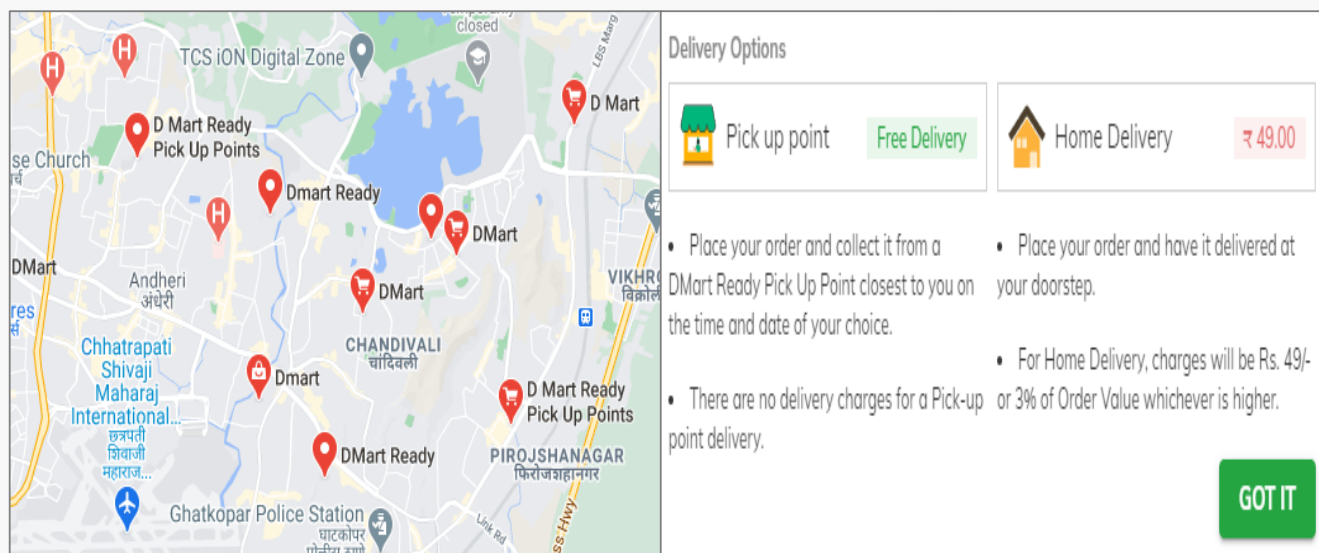 closed
LBS Marg
TCS iON Digital Zone
D Mart
D Mart Ready
Pick Up Points
se Church
र्च
Dmart Ready
DMart
DMart
Andheri
अंधेरी
DMart
VIKHRO
विक्रोली
res
र्स
CHANDIVALI
चांदिवली
Chhatrapati
Shivaji
Maharaj
International...
छत्रपती
शिवाजी
महाराज...
Dmart
D Mart Ready
Pick Up Points
DMart Ready
PIROJSHANAGAR
फिरोजशहानगर
Ghatkopar Police Station
घाटकोपर
Link Rd
ss Hwy
Delivery Options
Pick up point
Free Delivery
Home Delivery
₹ 49.00
• Place your order and collect it from a
DMart Ready Pick Up Point closest to you on
the time and date of your choice.
• There are no delivery charges for a Pick-up
point delivery.
• Place your order and have it delivered at
your doorstep.
• For Home Delivery, charges will be Rs. 49/-
or 3% of Order Value whichever is higher.
GOT IT